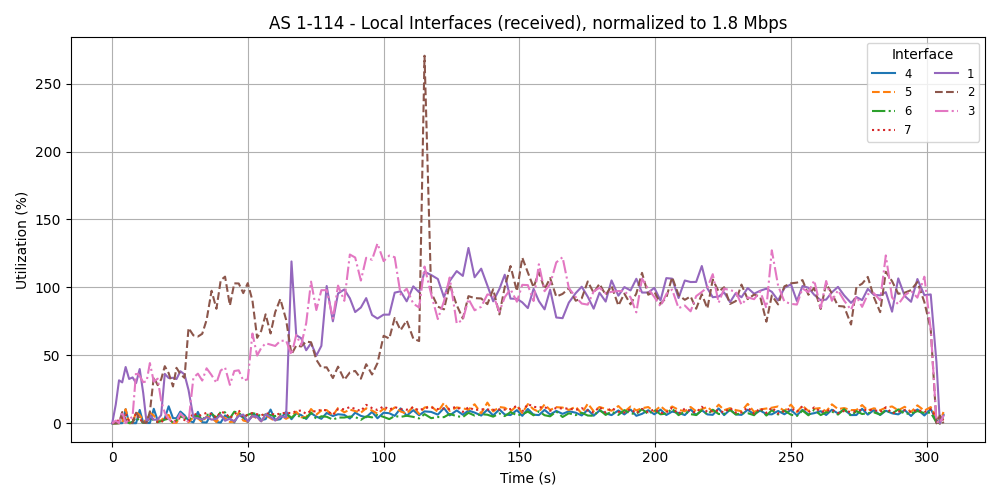 AS 1-114 - Local Interfaces (received), normalized to 1.8 Mbps
Utilization (%)
250
200
150
100
50
0
0 50 100 150 200 250 300
Time (s)
Interface
4 1
5 2
6 3
7